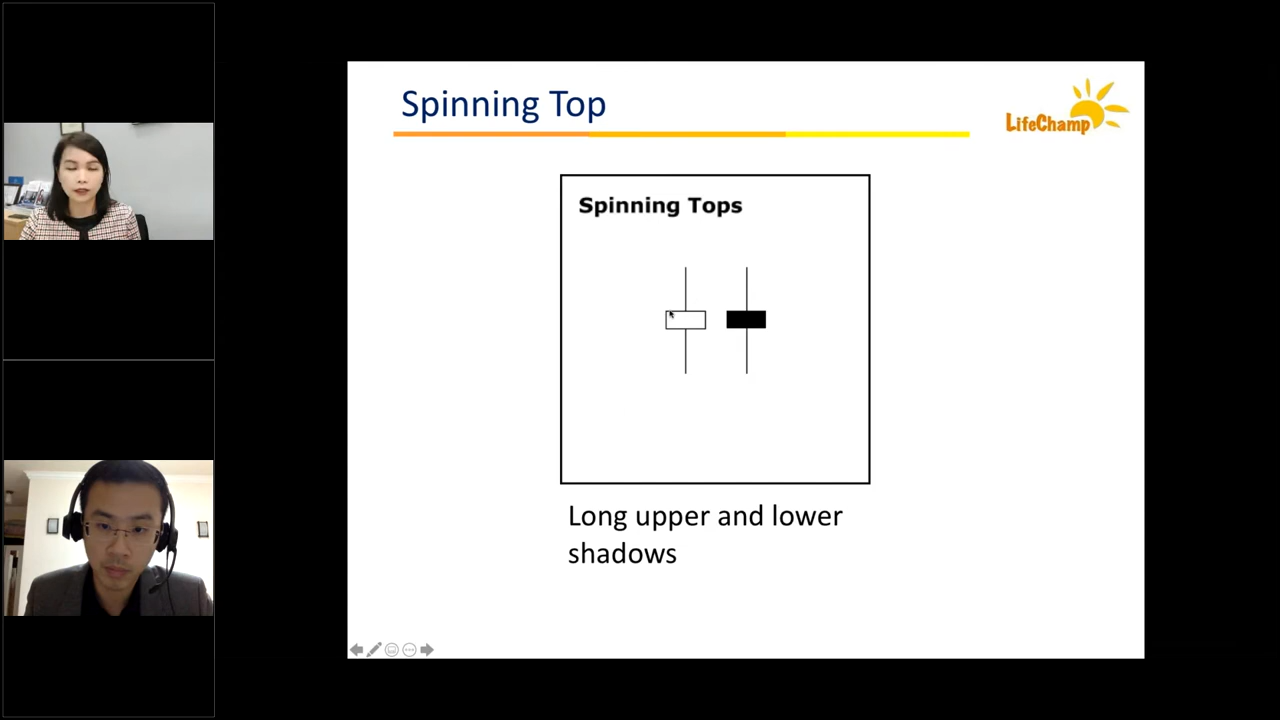 Spinning Top
LifeChamp
Spinning Tops
Long upper and lower
shadows